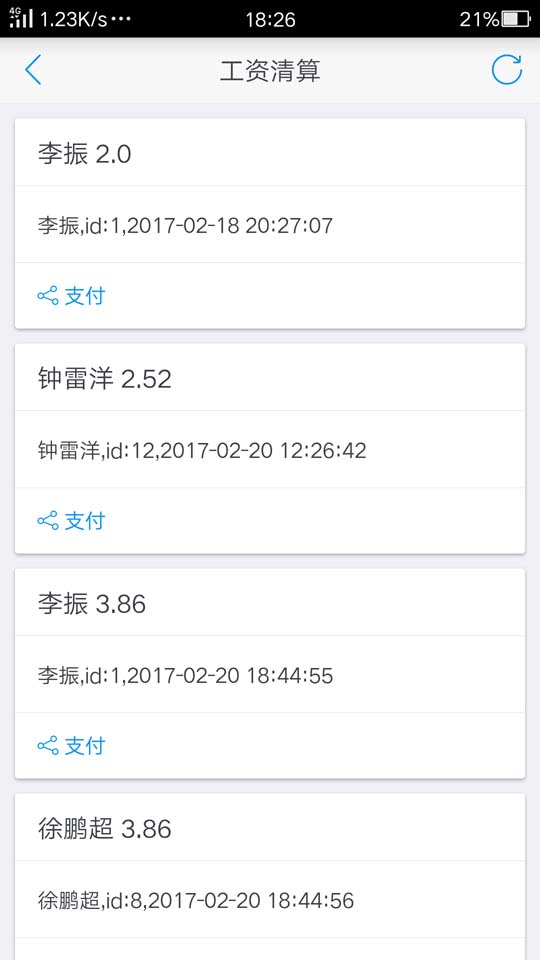 4G 1.23K/s 18:26 21%
工资清算
李振 2.0
李振,id:1,2017-02-18 20:27:07
支付
钟雷洋 2.52
钟雷洋,id:12,2017-02-20 12:26:42
支付
李振 3.86
李振,id:1,2017-02-20 18:44:55
支付
徐鹏超 3.86
徐鹏超,id:8,2017-02-20 18:44:56